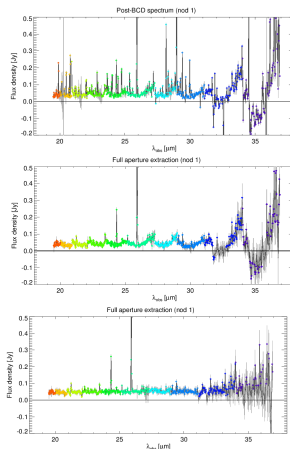 Post-BCD spectrum (nod 1)
0.5
0.4
0.3
0.2
0.1
0.0
-0.1
-0.2
Flux density [Jy]
20 25 30 35
λobs [μm]
Full aperture extraction (nod 1)
0.5
0.4
0.3
0.2
0.1
0.0
-0.1
-0.2
Flux density [Jy]
20 25 30 35
λobs [μm]
Full aperture extraction (nod 1)
0.5
0.4
0.3
0.2
0.1
0.0
-0.1
-0.2
Flux density [Jy]
20 25 30 35
λobs [μm]